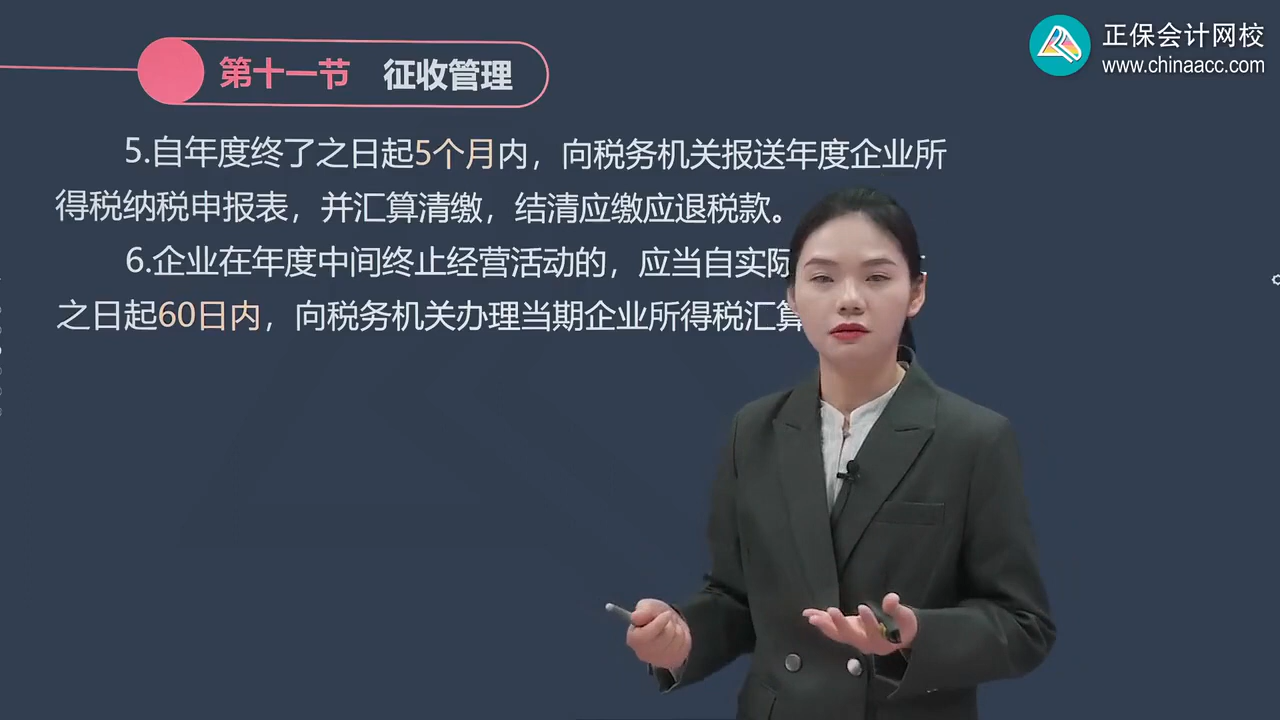 第十一节 征收管理
正保会计网校
www.chinaacc.com
5.自年度终了之日起5个月内，向税务机关报送年度企业所
得税纳税申报表，并汇算清缴，结清应缴应退税款。
6.企业在年度中间终止经营活动的，应当自实际
之日起60日内，向税务机关办理当期企业所得税汇算